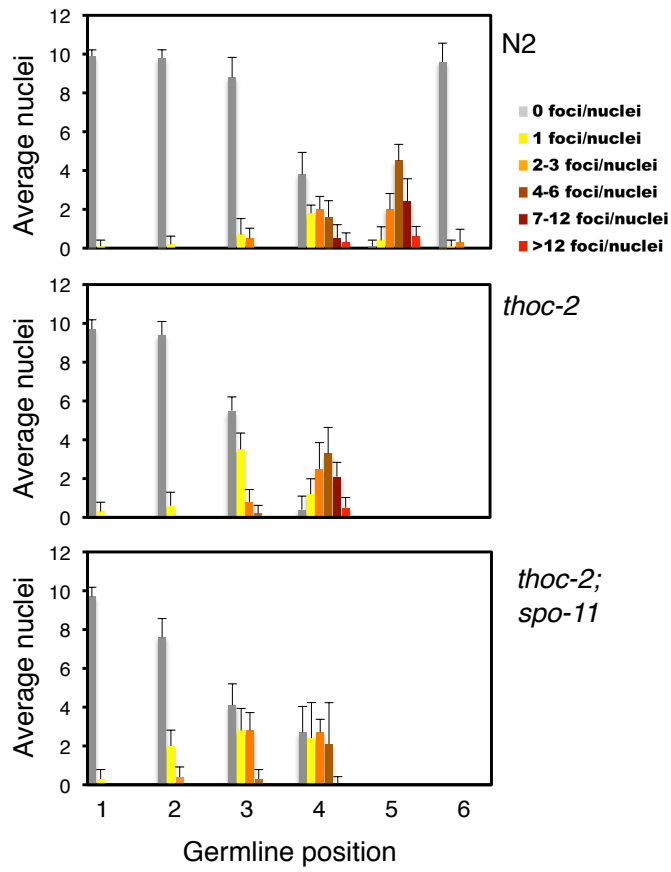 12
10
8
6
4
2
0
Average nuclei
N2
0 foci/nuclei
1 foci/nuclei
2-3 foci/nuclei
4-6 foci/nuclei
7-12 foci/nuclei
>12 foci/nuclei
12
10
8
6
4
2
0
Average nuclei
thoc-2
12
10
8
6
4
2
0
Average nuclei
thoc-2;
spo-11
1 2 3 4 5 6
Germline position